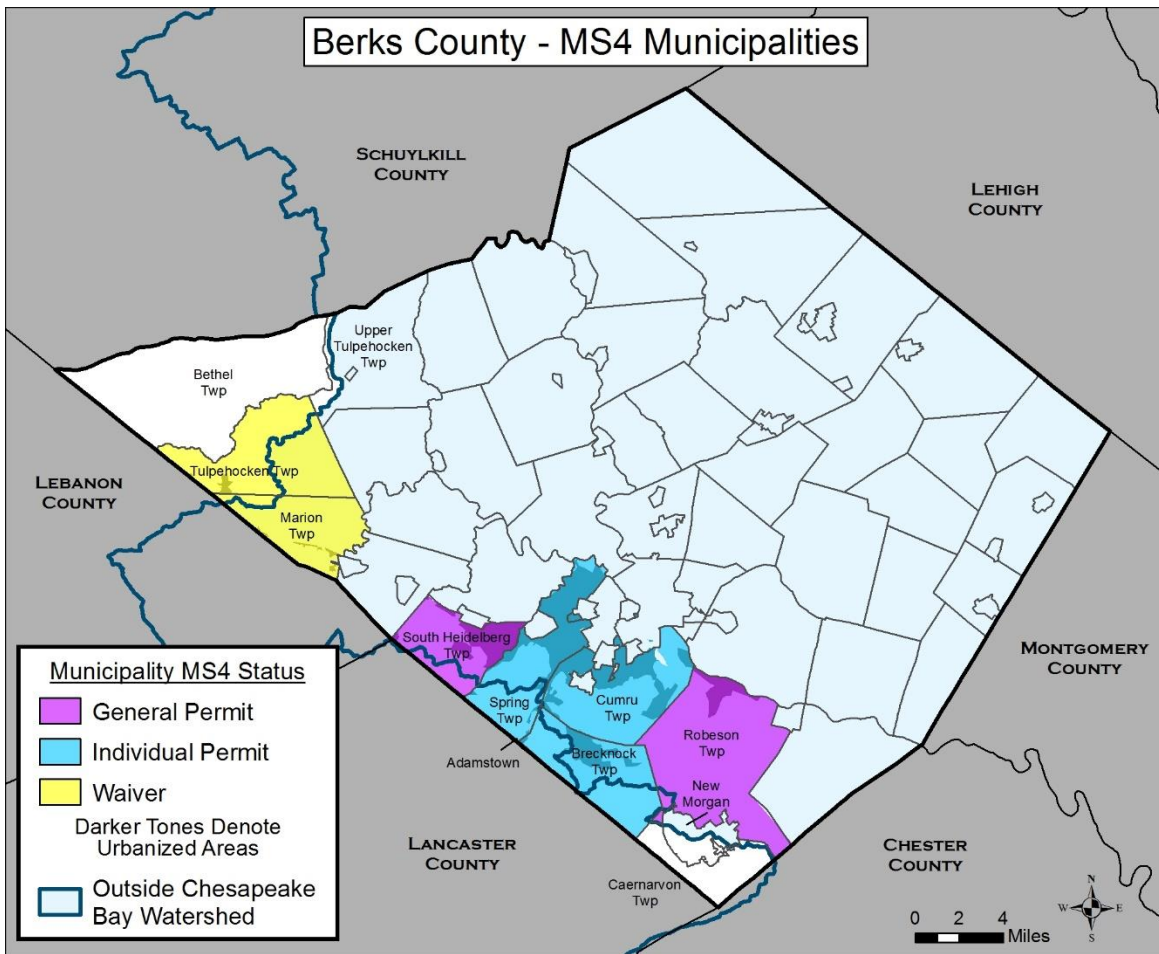 Berks County - MS4 Municipalities
SCHUYLKILL
COUNTY
LEHIGH
COUNTY
Upper
Tulpehocken
Twp
Bethel
Twp
Tulpehocken Twp
LEBANON
COUNTY
Marion
Twp
South Heidelberg
Twp
MONTGOMERY
COUNTY
Spring
Twp
Cumru
Twp
Robeson
Twp
Adamstown
Brecknock
Twp
New
Morgan
LANCASTER
COUNTY
CHESTER
COUNTY
Caernarvon
Twp
Municipality MS4 Status
General Permit
Individual Permit
Waiver
Darker Tones Denote
Urbanized Areas
Outside Chesapeake
Bay Watershed
N
W E
S
0 2 4
Miles